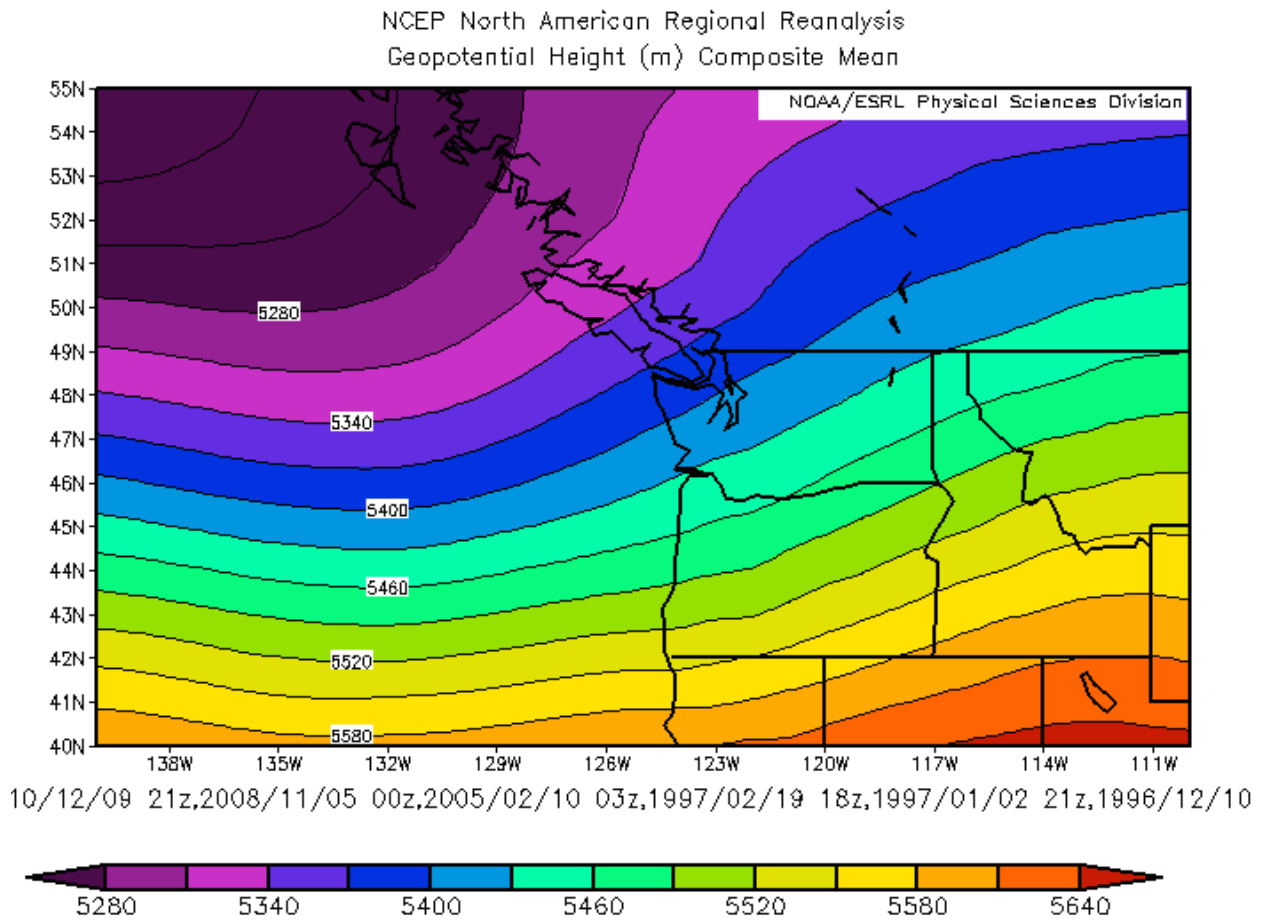 NCEP North American Regional Reanalysis
Geopotential Height (m) Composite Mean
NOAA/ESRL Physical Sciences Division
55N
54N
53N
52N
51N
50N
5280
49N
48N
5340
47N
46N
5400
45N
44N
5460
43N
42N
5520
41N
5580
40N
138W 135W 132W 129W 126W 123W 120W 117W 114W 111W
10/12/09 21z,2008/11/05 00z,2005/02/10 03z,1997/02/19 18z,1997/01/02 21z,1996/12/10
5280 5340 5400 5460 5520 5580 5640